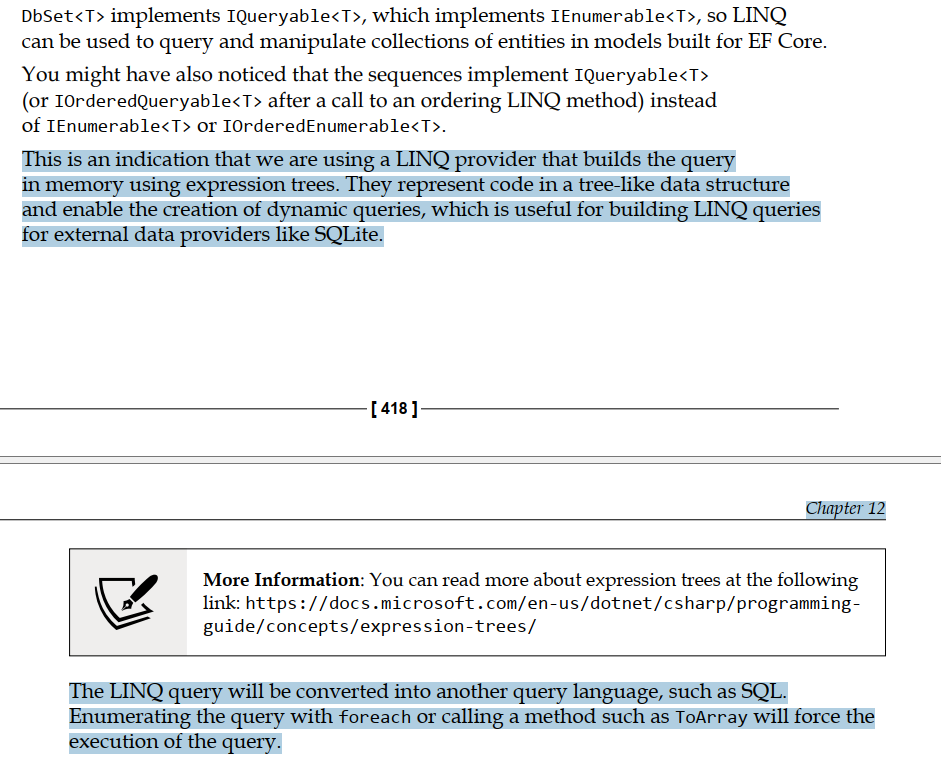 DbSet<T> implements IQueryable<T>, which implements IEnumerable<T>, so LINQ
can be used to query and manipulate collections of entities in models built for EF Core.
You might have also noticed that the sequences implement IQueryable<T>
(or IOrderedQueryable<T> after a call to an ordering LINQ method) instead
of IEnumerable<T> or IOrderedEnumerable<T>.
This is an indication that we are using a LINQ provider that builds the query
in memory using expression trees. They represent code in a tree-like data structure
and enable the creation of dynamic queries, which is useful for building LINQ queries
for external data providers like SQLite.
[ 418 ]
Chapter 12
More Information: You can read more about expression trees at the following
link: https://docs.microsoft.com/en-us/dotnet/csharp/programming-
guide/concepts/expression-trees/
The LINQ query will be converted into another query language, such as SQL.
Enumerating the query with foreach or calling a method such as ToArray will force the
execution of the query.